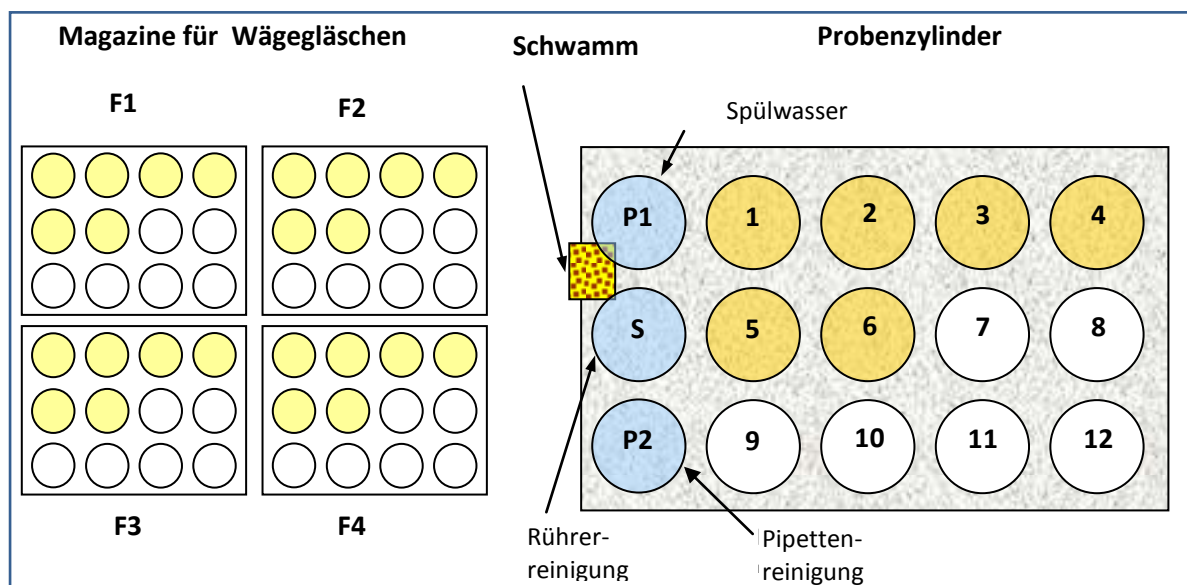 Magazine für Wägegläschen
Schwamm
Probenzylinder
F1
F2
Spülwasser
P1
1
2
3
4
S
5
6
7
8
P2
9
10
11
12
F3
F4
Rührer-
reinigung
Pipetten-
reinigung